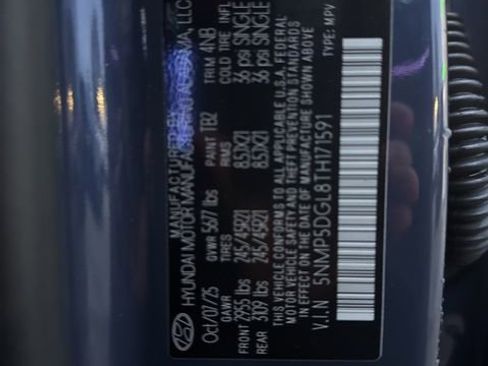 MANUFACTURED BY
HYUNDAI MOTOR MANUFACTURING ALABAMA, LLC
Oct/07/25 GVWR 5677 lbs PAINT TB2 TRIM 4NB
GAWR TIRES RMS COLD TIRE INFL
FRONT 2955 lbs 245/45R21 8.5JX21 36 psi SINGLE
REAR 3109 lbs 245/45R21 8.5JX21 36 psi SINGLE
THIS VEHICLE CONFORMS TO ALL APPLICABLE U.S.A. FEDERAL
MOTOR VEHICLE SAFETY AND THEFT PREVENTION STANDARDS
IN EFFECT ON THE DATE OF MANUFACTURE SHOWN ABOVE
V.I.N 5NMP5DGL8TH171591 TYPE: MPV